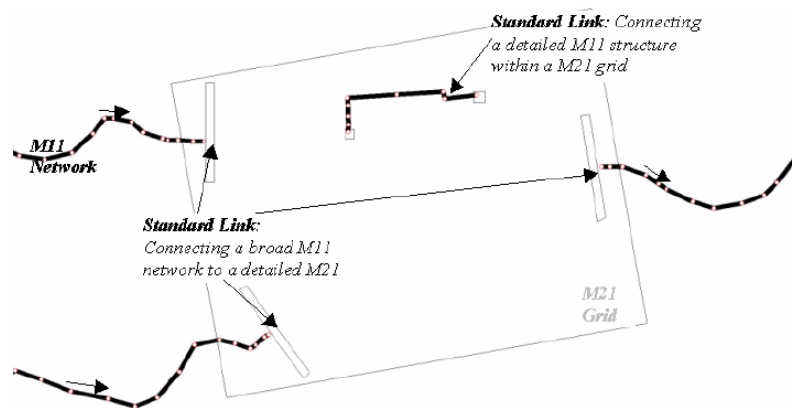 Standard Link: Connecting
a detailed M11 structure
within a M21 grid
M11
Network
Standard Link:
Connecting a broad M11
network to a detailed M21
M21
Grid